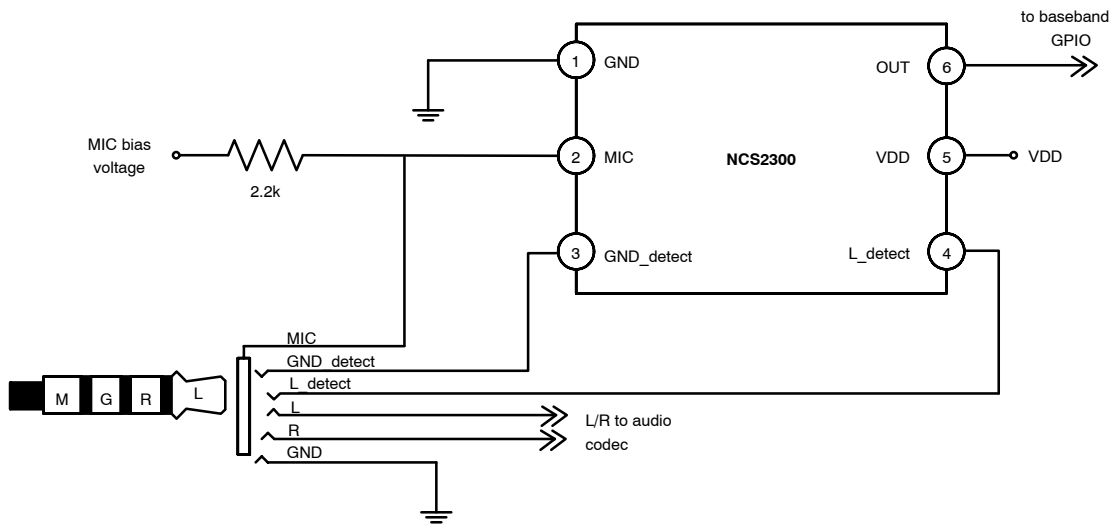 to baseband
GPIO
1 GND
OUT 6
MIC bias
voltage
2.2k
2 MIC
NCS2300
VDD 5 VDD
3 GND_detect
L_detect 4
MIC
GND_detect
L_detect
M G R L
L
R
GND
L/R to audio
codec